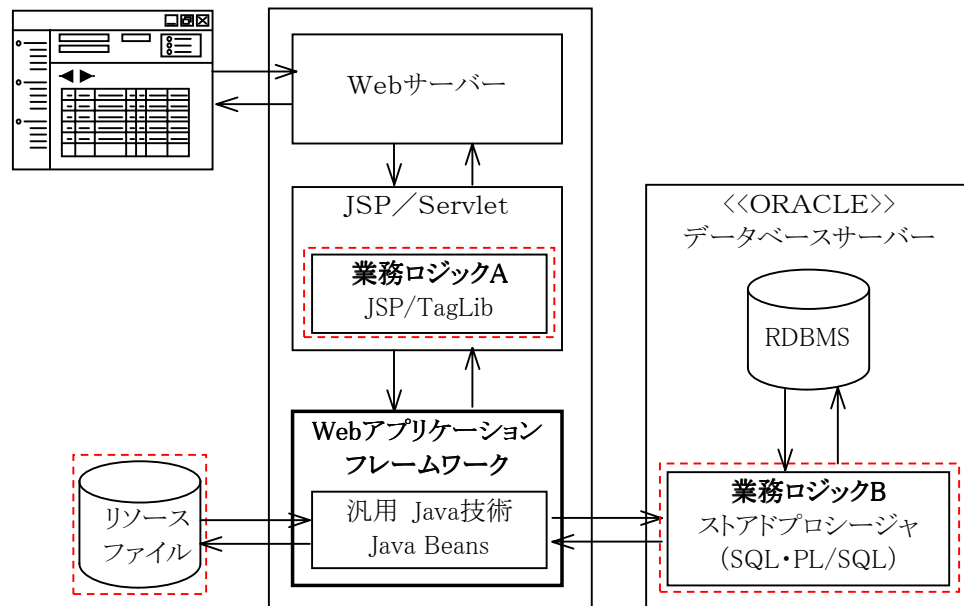 Webサーバー
JSP／Servlet
業務ロジックA
JSP/TagLib
Webアプリケーション
フレームワーク
汎用 Java技術
Java Beans
リソース
ファイル
<<ORACLE>>
データベースサーバー
RDBMS
業務ロジックB
ストアドプロシージャ
（SQL・PL/SQL）